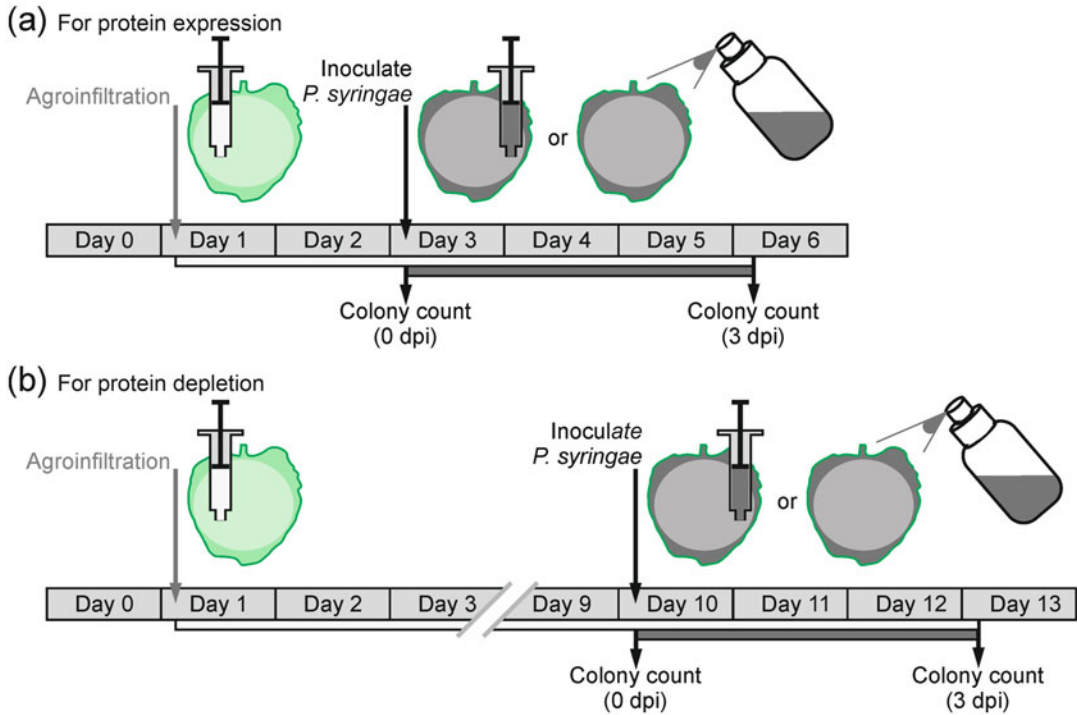 (a) For protein expression
Agroinfiltration
Inoculate
P. syringae
or
Day 0 Day 1 Day 2 Day 3 Day 4 Day 5 Day 6
Colony count
(0 dpi)
Colony count
(3 dpi)
(b) For protein depletion
Agroinfiltration
Inoculate
P. syringae
or
Day 0 Day 1 Day 2 Day 3 Day 9 Day 10 Day 11 Day 12 Day 13
Colony count
(0 dpi)
Colony count
(3 dpi)